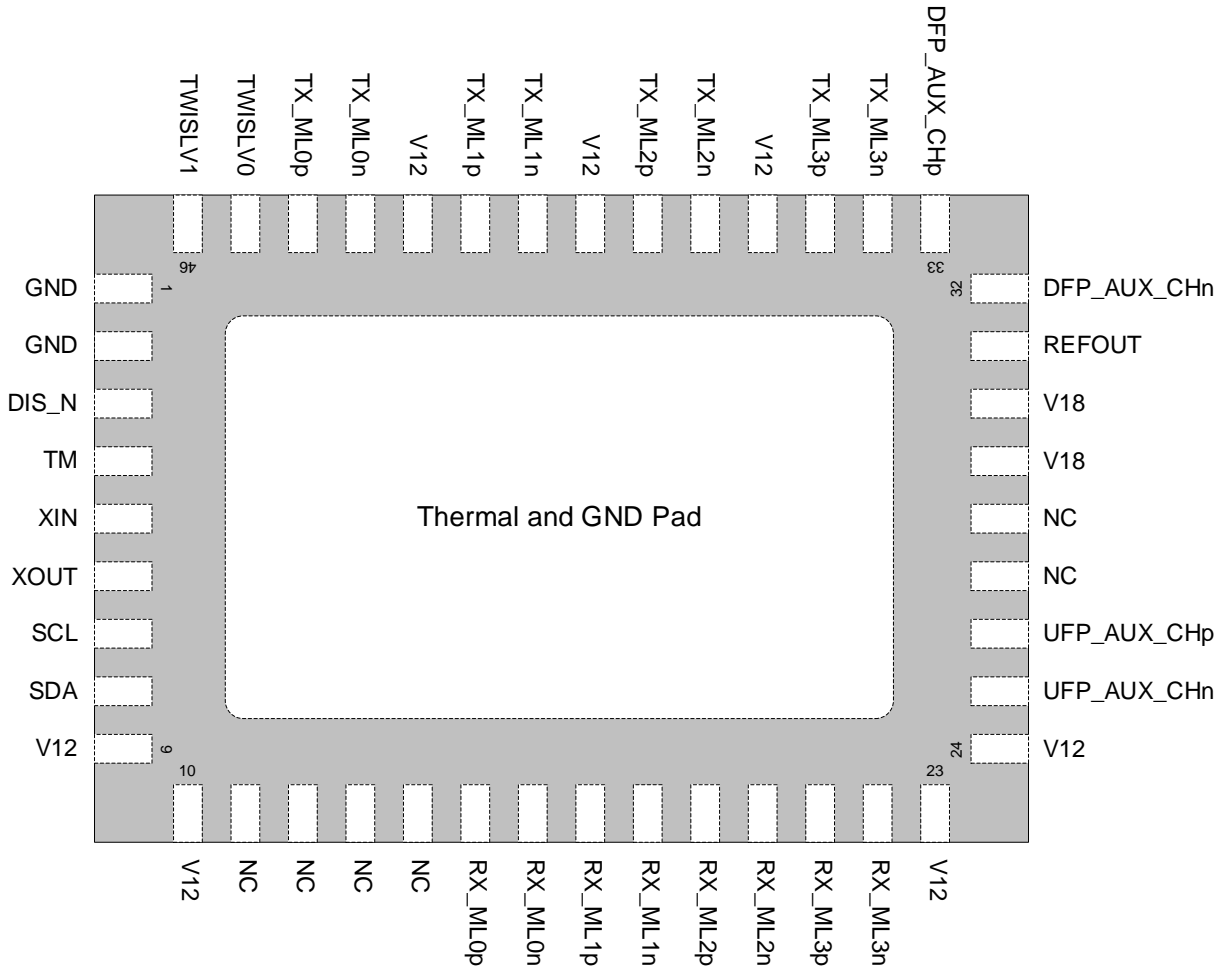 TWISLV1
TWISLV0
TX_ML0p
TX_ML0n
V12
TX_ML1p
TX_ML1n
V12
TX_ML2p
TX_ML2n
V12
TX_ML3p
TX_ML3n
DFP_AUX_CHp
46
33
GND
1
32
DFP_AUX_CHn
GND
REFOUT
DIS_N
V18
TM
V18
XIN
Thermal and GND Pad
NC
XOUT
NC
SCL
UFP_AUX_CHp
SDA
UFP_AUX_CHn
V12
9
24
V12
10
23
V12
NC
NC
NC
NC
RX_ML0p
RX_ML0n
RX_ML1p
RX_ML1n
RX_ML2p
RX_ML2n
RX_ML3p
RX_ML3n
V12